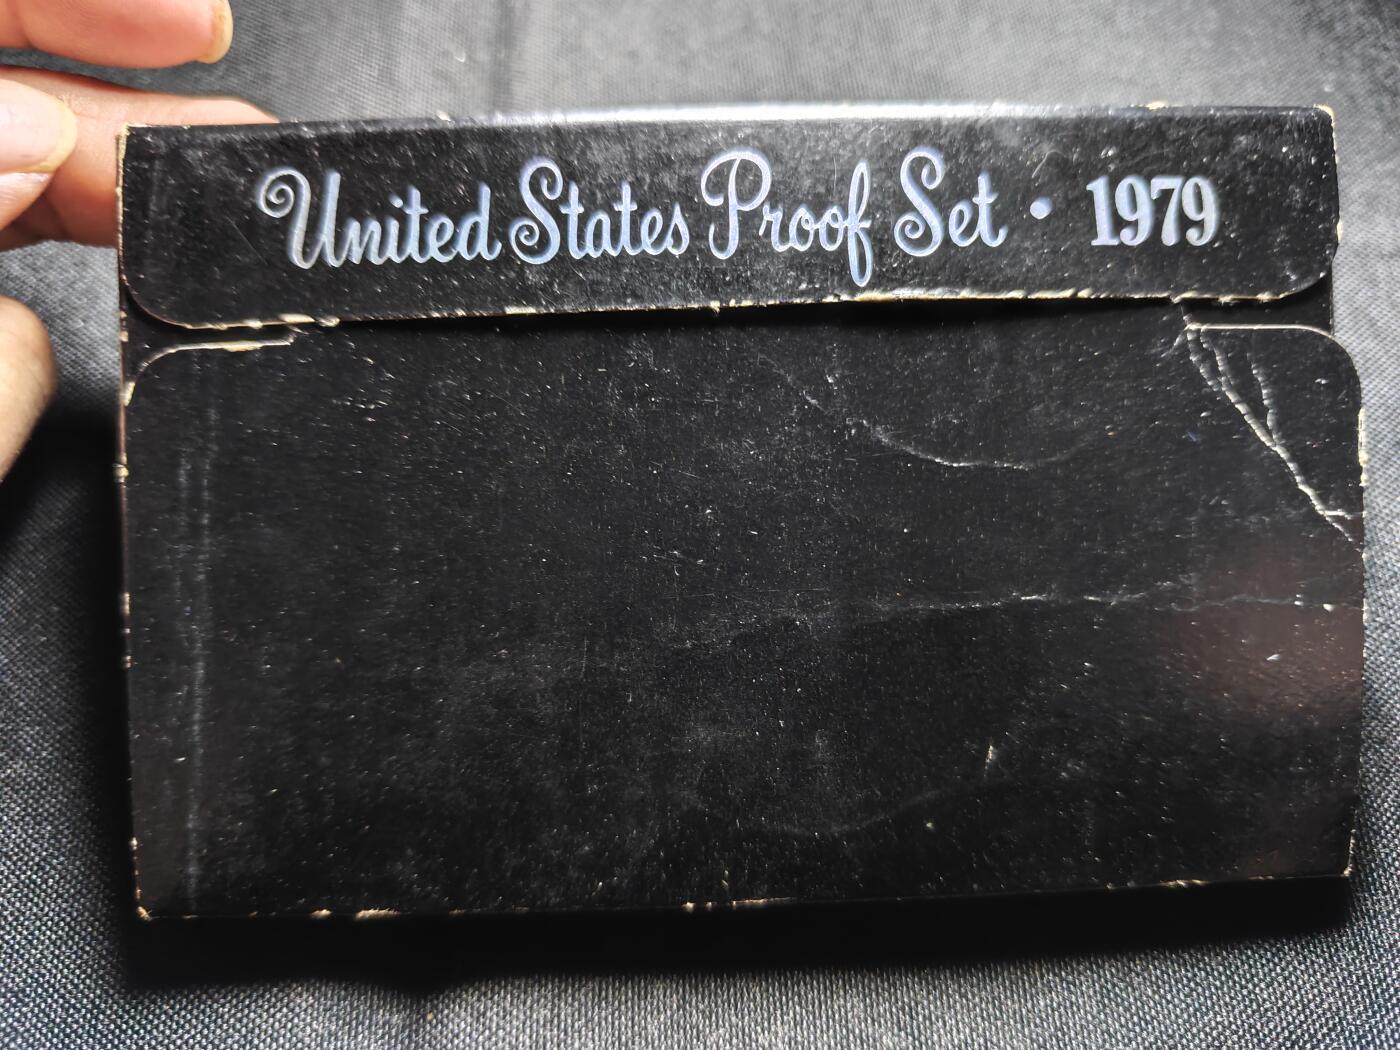 United States Proof Set • 1979